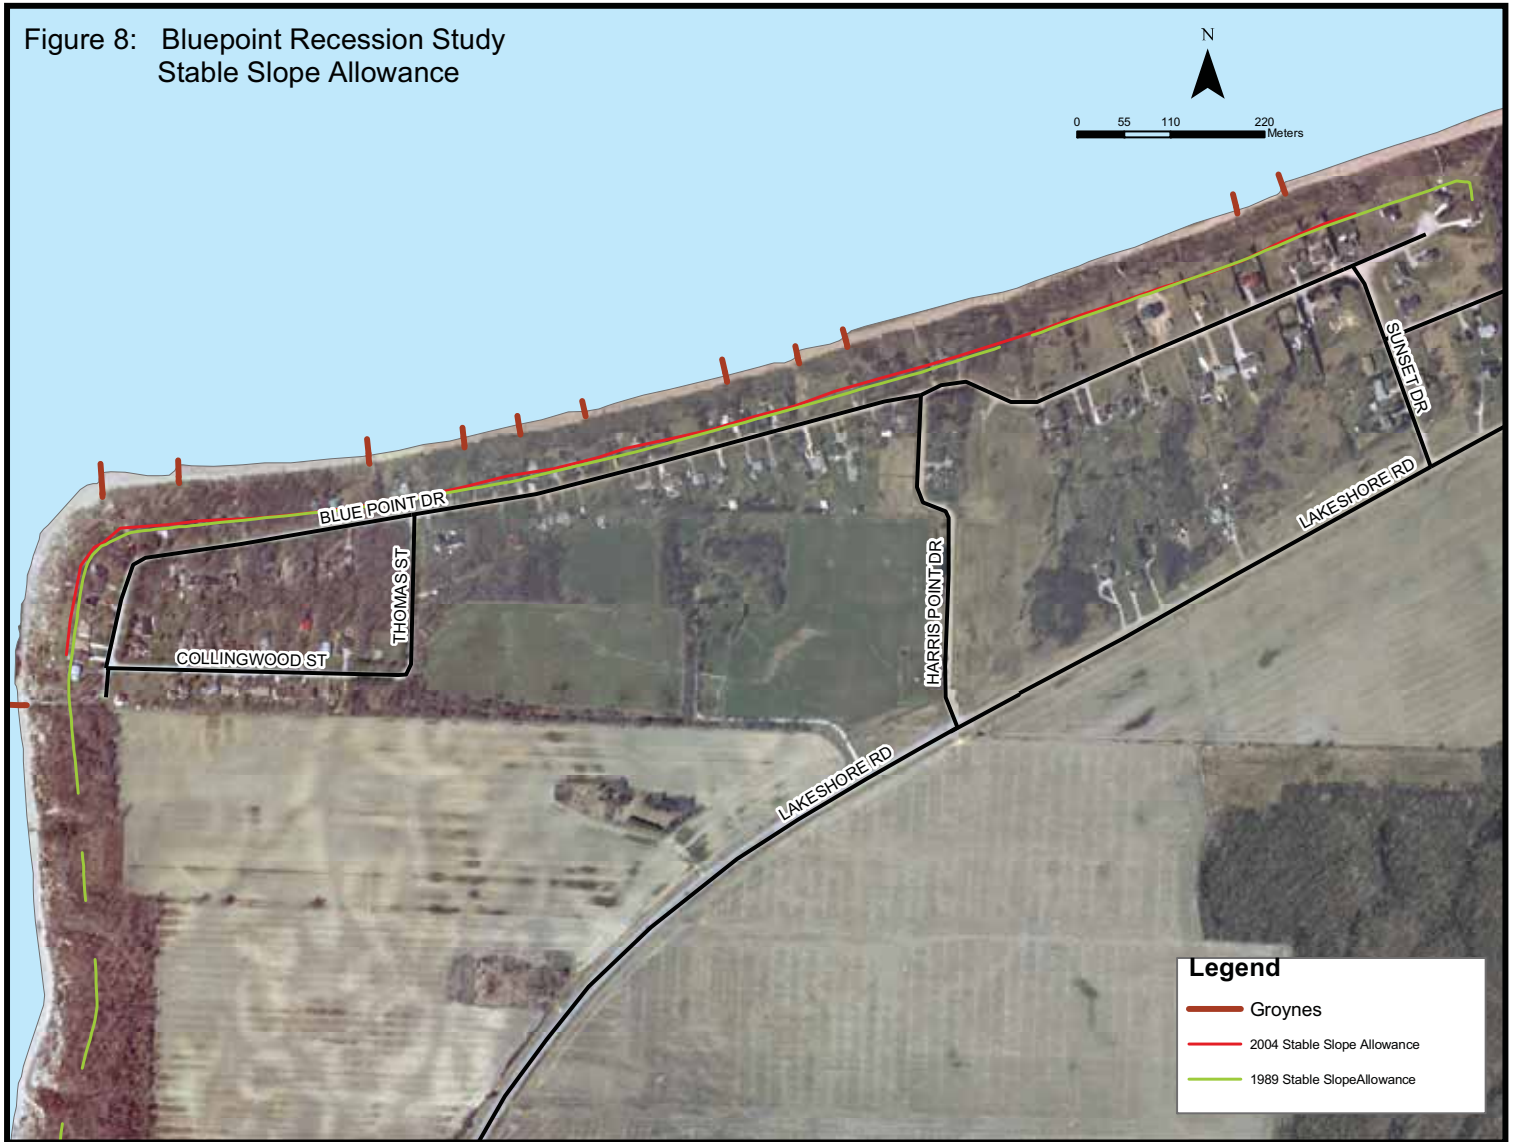 Figure 8: Bluepoint Recession Study
Stable Slope Allowance
N
0 55 110 220
Meters
SUNSET DR
BLUE POINT DR
LAKESHORE RD
THOMAS ST
HARRIS POINT DR
COLLINGWOOD ST
LAKESHORE RD
Legend
Groynes
2004 Stable Slope Allowance
1989 Stable SlopeAllowance